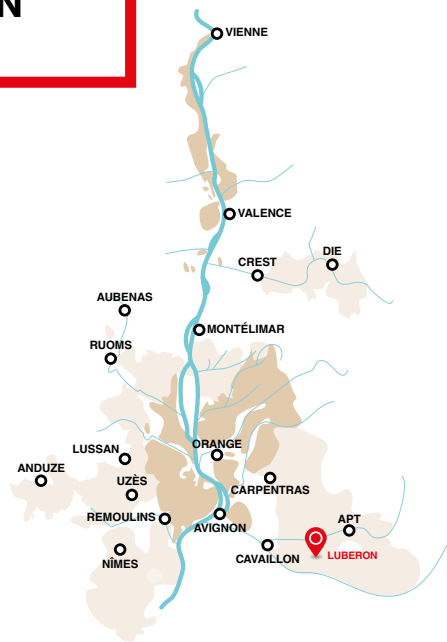 N
VIENNE
VALENCE
DIE
CREST
AUBENAS
MONTÉLIMAR
RUOMS
ORANGE
LUSSAN
ANDUZE
UZÈS
CARPENTRAS
REMOULINS
APT
AVIGNON
CAVAILLON
LUBERON
NÎMES